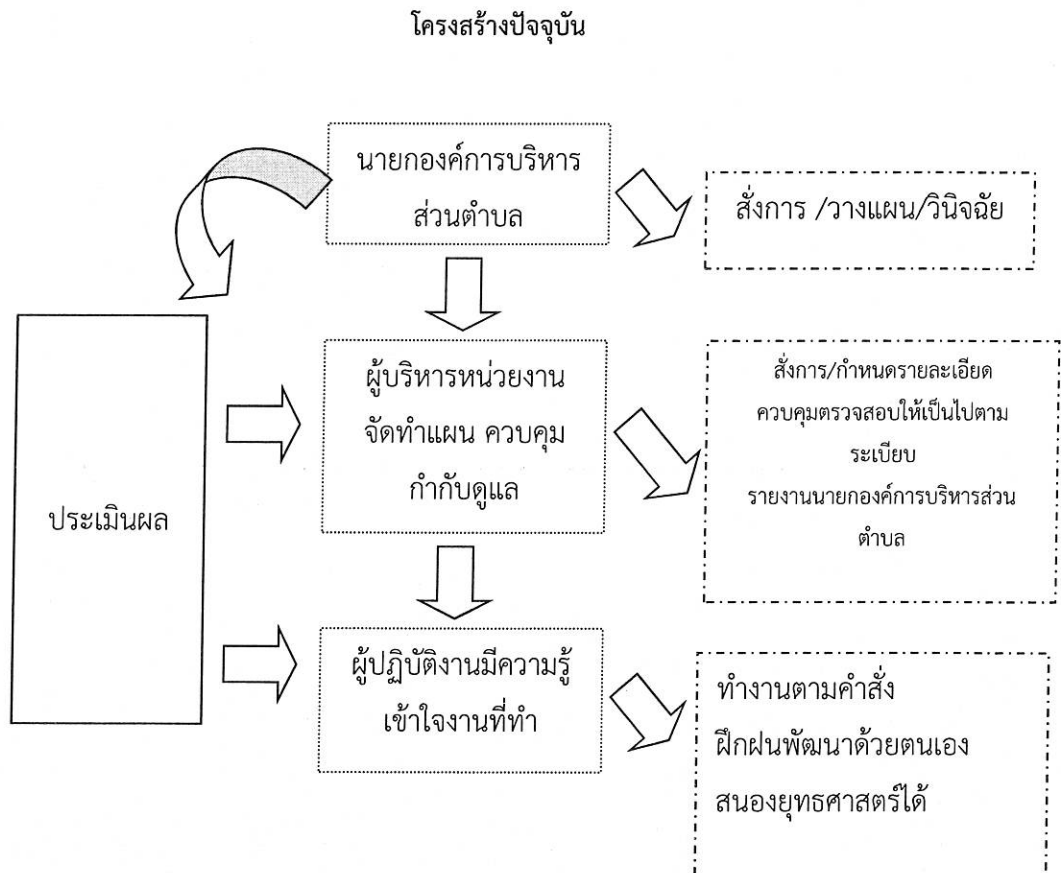 โครงสร้างปัจจุบัน
นายกองค์การบริหาร
ส่วนตำบล
สั่งการ /วางแผน/วินิจฉัย
ผู้บริหารหน่วยงาน
จัดทำแผน ควบคุม
กำกับดูแล
สั่งการ/กำหนดรายละเอียด
ควบคุมตรวจสอบให้เป็นไปตาม
ระเบียบ
รายงานนายกองค์การบริหารส่วน
ตำบล
ประเมินผล
ผู้ปฏิบัติงานมีความรู้
เข้าใจงานที่ทำ
ทำงานตามคำสั่ง
ฝึกฝนพัฒนาด้วยตนเอง
สนองยุทธศาสตร์ได้